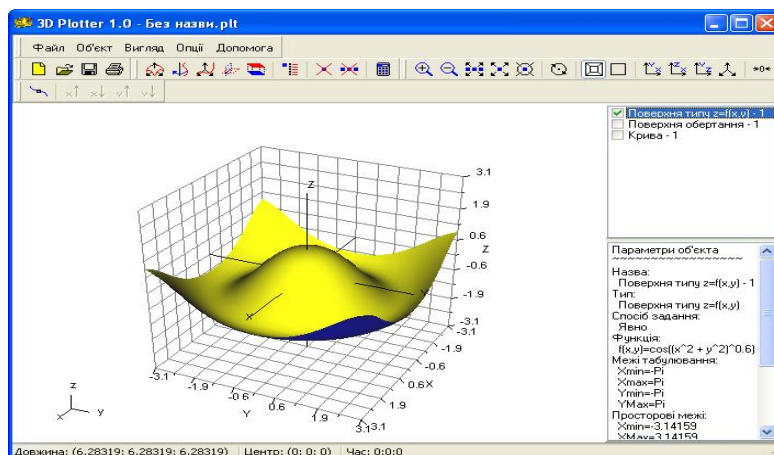 3D Plotter 1.0 - Без назви.plt
Файл Об'єкт Вигляд Опції Допомога
Поверхня типу z=f(x,y) - 1
Поверхня обертання - 1
Крива - 1
Z
3.1
1.9
0.6
Z
-0.6
-1.9
-3.1
-3.1
-1.9
-0.6
0.6 X
1.9
3.1
X
Y
-3.1
-1.9
-0.6
Y
0.6
1.9
3.1
z
x
y
Параметри об'єкта
~~~~~~~~~~~~~~~~~
Назва:
Поверхня типу z=f(x,y) - 1
Тип:
Поверхня типу z=f(x,y)
Спосіб задання:
Явно
Функція:
f(x,y)=cos((x^2 + y^2)^0.6)
Межі табулювання:
Xmin=-Pi
Xmax=Pi
Ymin=-Pi
YMax=Pi
Просторові межі:
Xmin=-3.14159
XMax=3.14159
Довжина: (6.28319; 6.28319; 6.28319) Центр: (0; 0; 0) Час: 0:0:0